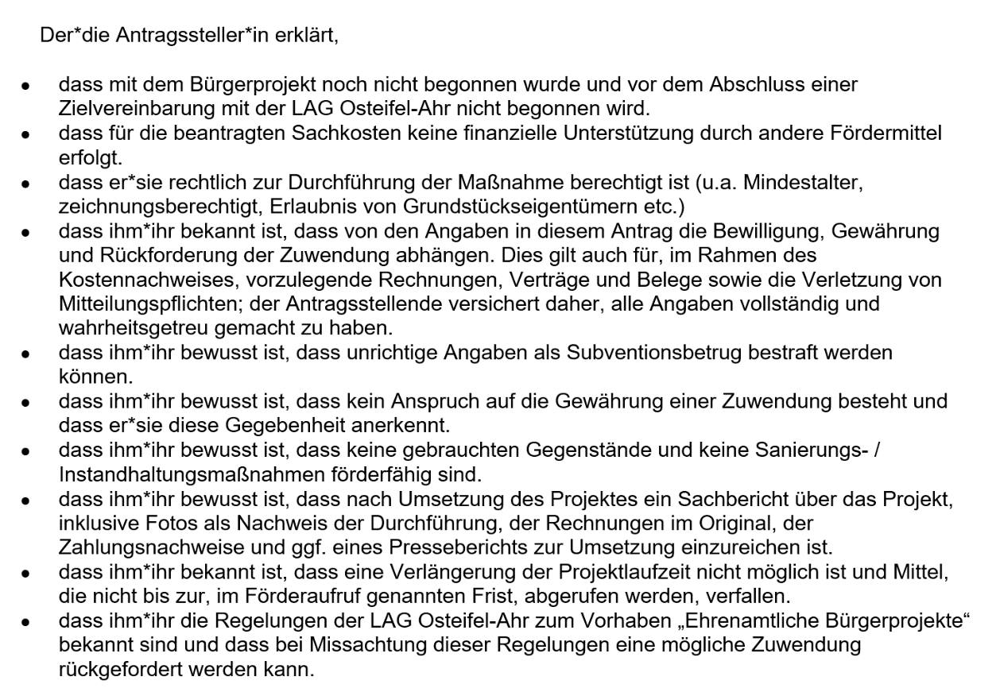 Der*die Antragssteller*in erklärt,
• dass mit dem Bürgerprojekt noch nicht begonnen wurde und vor dem Abschluss einer
Zielvereinbarung mit der LAG Osteifel-Ahr nicht begonnen wird.
• dass für die beantragten Sachkosten keine finanzielle Unterstützung durch andere Fördermittel
erfolgt.
• dass er*sie rechtlich zur Durchführung der Maßnahme berechtigt ist (u.a. Mindestalter,
zeichnungsberechtigt, Erlaubnis von Grundstückseigentümern etc.)
• dass ihm*ihr bekannt ist, dass von den Angaben in diesem Antrag die Bewilligung, Gewährung
und Rückforderung der Zuwendung abhängen. Dies gilt auch für, im Rahmen des
Kostennachweises, vorzulegende Rechnungen, Verträge und Belege sowie die Verletzung von
Mitteilungspflichten; der Antragsstellende versichert daher, alle Angaben vollständig und
wahrheitsgetreu gemacht zu haben.
• dass ihm*ihr bewusst ist, dass unrichtige Angaben als Subventionsbetrug bestraft werden
können.
• dass ihm*ihr bewusst ist, dass kein Anspruch auf die Gewährung einer Zuwendung besteht und
dass er*sie diese Gegebenheit anerkennt.
• dass ihm*ihr bewusst ist, dass keine gebrauchten Gegenstände und keine Sanierungs- /
Instandhaltungsmaßnahmen förderfähig sind.
• dass ihm*ihr bewusst ist, dass nach Umsetzung des Projektes ein Sachbericht über das Projekt,
inklusive Fotos als Nachweis der Durchführung, der Rechnungen im Original, der
Zahlungsnachweise und ggf. eines Presseberichts zur Umsetzung einzureichen ist.
• dass ihm*ihr bekannt ist, dass eine Verlängerung der Projektlaufzeit nicht möglich ist und Mittel,
die nicht bis zur, im Förderaufruf genannten Frist, abgerufen werden, verfallen.
• dass ihm*ihr die Regelungen der LAG Osteifel-Ahr zum Vorhaben „Ehrenamtliche Bürgerprojekte“
bekannt sind und dass bei Missachtung dieser Regelungen eine mögliche Zuwendung
rückgefordert werden kann.